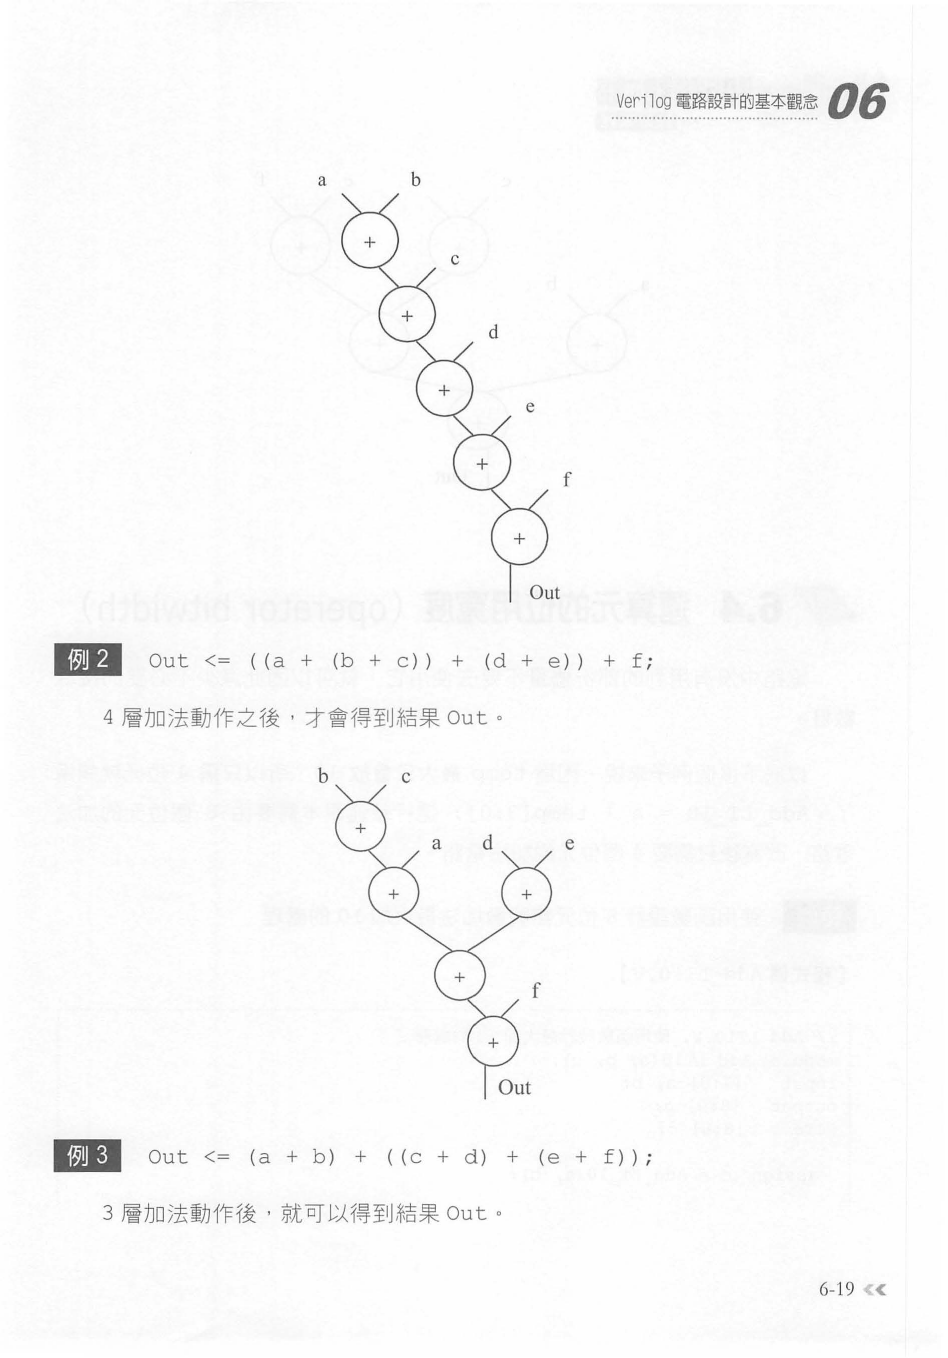 Verilog 電路設計的基本觀念 06
a b
+
c
+
d
+
e
+
f
+
Out
例 2 Out <= ((a + (b + c)) + (d + e)) + f;
4 層加法動作之後，才會得到結果 Out。
b c
+
a d e
+ +
+
f
+
Out
例 3 Out <= (a + b) + ((c + d) + (e + f));
3 層加法動作後，就可以得到結果 Out。
6-19